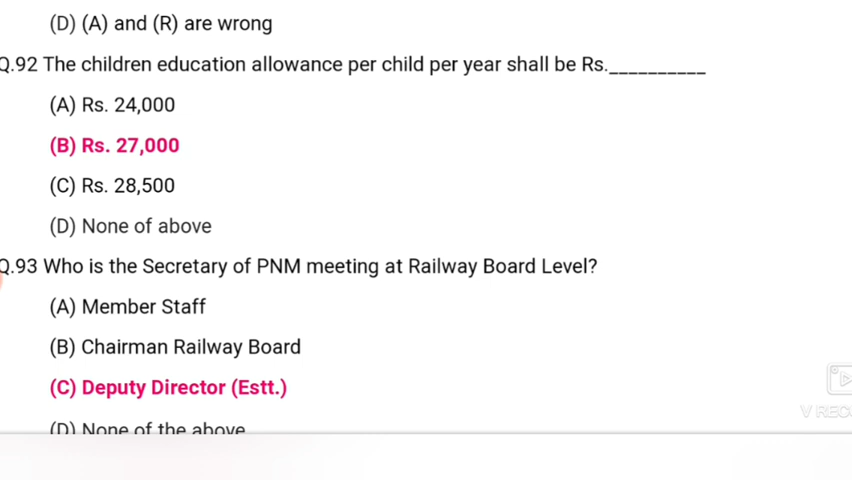 (D) (A) and (R) are wrong
Q.92 The children education allowance per child per year shall be Rs.__________
(A) Rs. 24,000
(B) Rs. 27,000
(C) Rs. 28,500
(D) None of above
Q.93 Who is the Secretary of PNM meeting at Railway Board Level?
(A) Member Staff
(B) Chairman Railway Board
(C) Deputy Director (Estt.)
(D) None of the above
V RECO